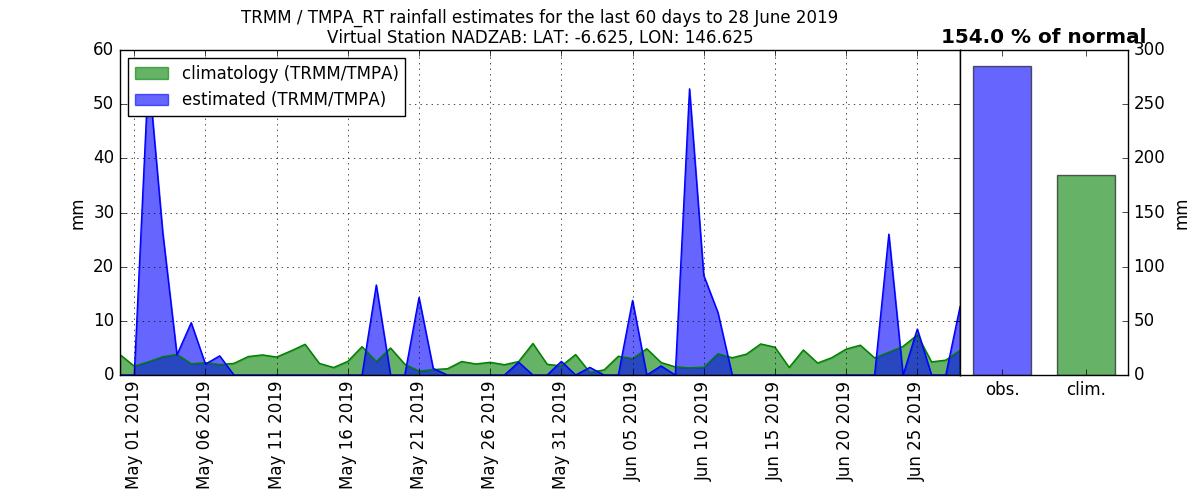 TRMM / TMPA_RT rainfall estimates for the last 60 days to 28 June 2019
Virtual Station NADZAB: LAT: -6.625, LON: 146.625
154.0 % of normal
climatology (TRMM/TMPA)
estimated (TRMM/TMPA)
60
50
40
30
20
10
0
mm
May 01 2019
May 06 2019
May 11 2019
May 16 2019
May 21 2019
May 26 2019
May 31 2019
Jun 05 2019
Jun 10 2019
Jun 15 2019
Jun 20 2019
Jun 25 2019
obs.
clim.
300
250
200
150
100
50
0
mm